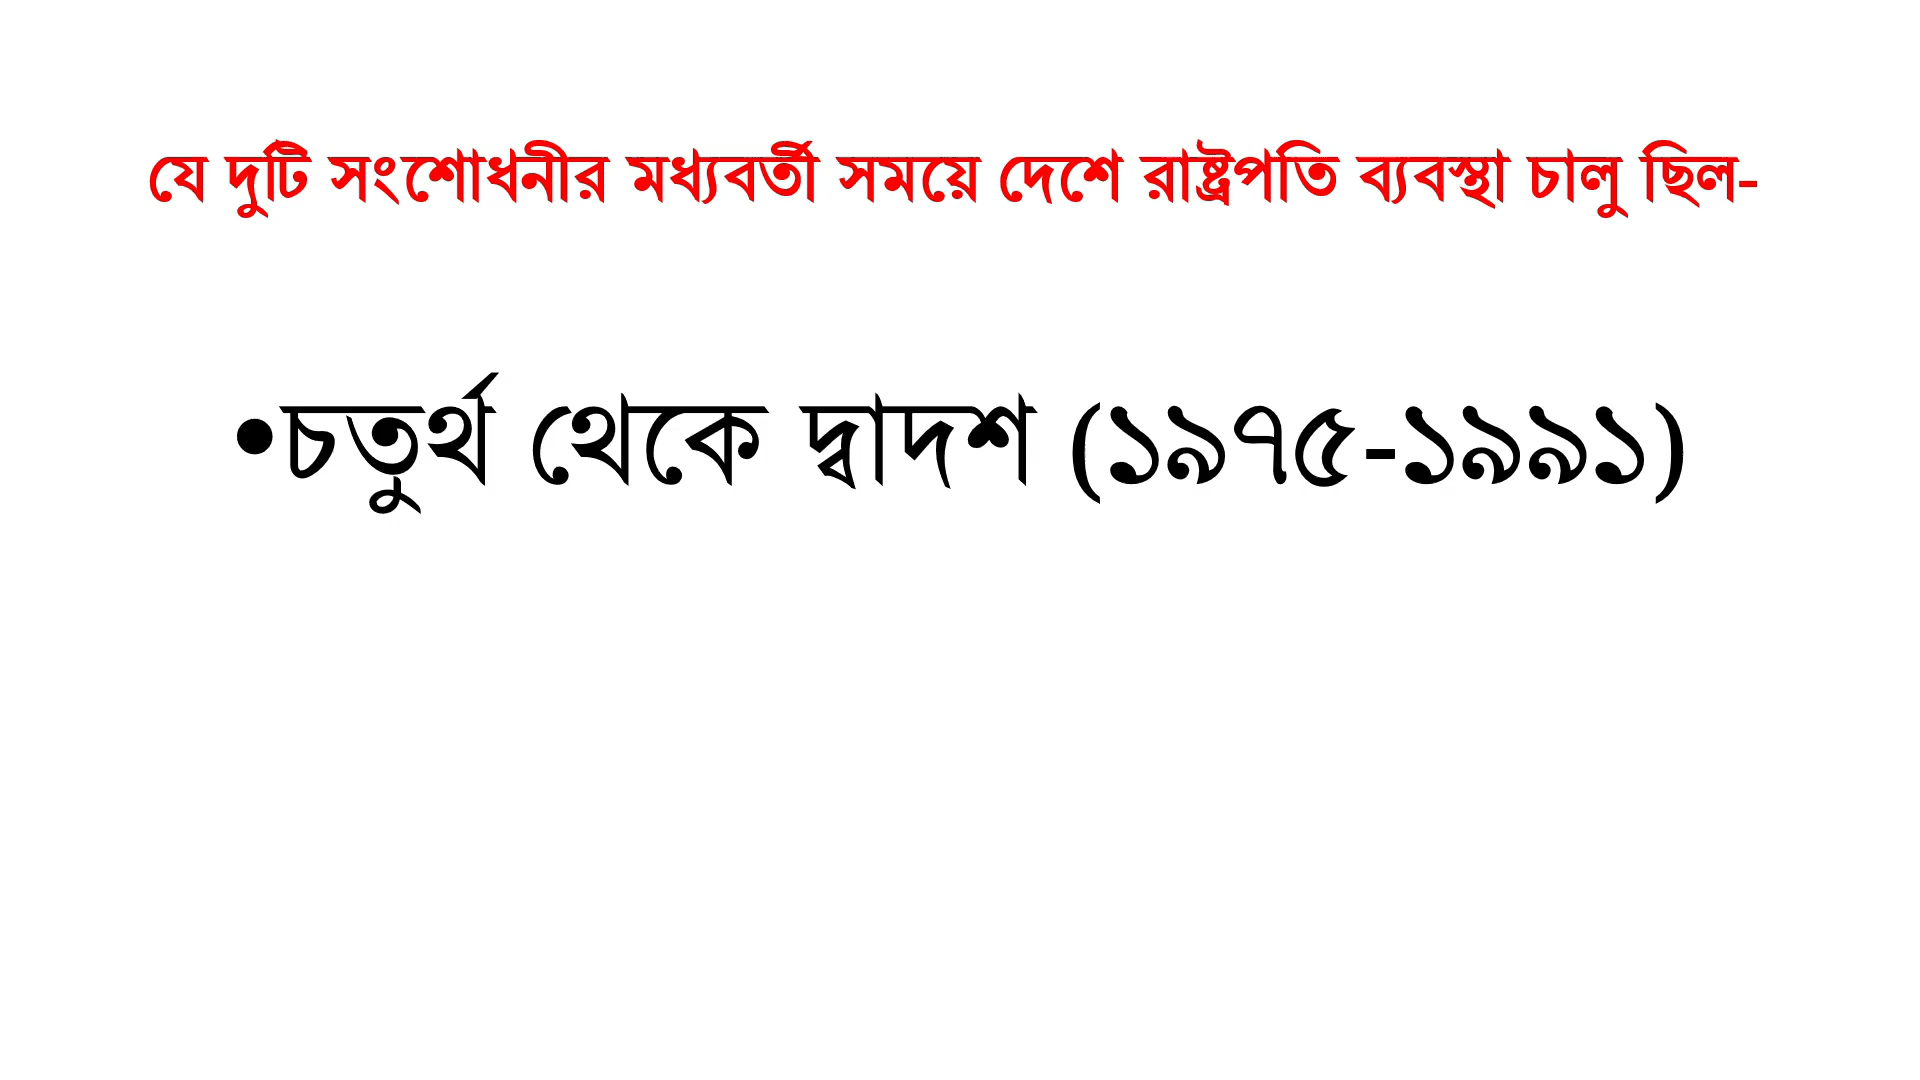 যে দুটি সংশোধনীর মধ্যবর্তী সময়ে দেশে রাষ্ট্রপতি ব্যবস্থা চালু ছিল-
•চতুর্থ থেকে দ্বাদশ (১৯৭৫-১৯৯১)